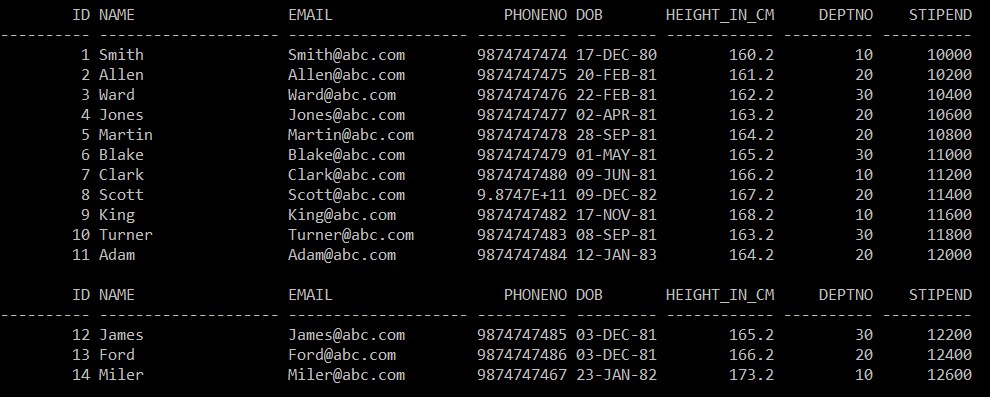 ID NAME                 EMAIL                   PHONENO DOB       HEIGHT_IN_CM     DEPTNO    STIPEND
---------- -------------------- -------------------- ---------- --------- ------------ ---------- ----------
         1 Smith                Smith@abc.com        9874747474 17-DEC-80        160.2         10      10000
         2 Allen                Allen@abc.com        9874747475 20-FEB-81        161.2         20      10200
         3 Ward                 Ward@abc.com         9874747476 22-FEB-81        162.2         30      10400
         4 Jones                Jones@abc.com        9874747477 02-APR-81        163.2         20      10600
         5 Martin               Martin@abc.com       9874747478 28-SEP-81        164.2         20      10800
         6 Blake                Blake@abc.com        9874747479 01-MAY-81        165.2         30      11000
         7 Clark                Clark@abc.com        9874747480 09-JUN-81        166.2         10      11200
         8 Scott                Scott@abc.com        9.8747E+11 09-DEC-82        167.2         20      11400
         9 King                 King@abc.com         9874747482 17-NOV-81        168.2         10      11600
        10 Turner               Turner@abc.com       9874747483 08-SEP-81        163.2         30      11800
        11 Adam                 Adam@abc.com         9874747484 12-JAN-83        164.2         20      12000

        ID NAME                 EMAIL                   PHONENO DOB       HEIGHT_IN_CM     DEPTNO    STIPEND
---------- -------------------- -------------------- ---------- --------- ------------ ---------- ----------
        12 James                James@abc.com        9874747485 03-DEC-81        165.2         30      12200
        13 Ford                 Ford@abc.com         9874747486 03-DEC-81        166.2         20      12400
        14 Miler                Miler@abc.com        9874747467 23-JAN-82        173.2         10      12600